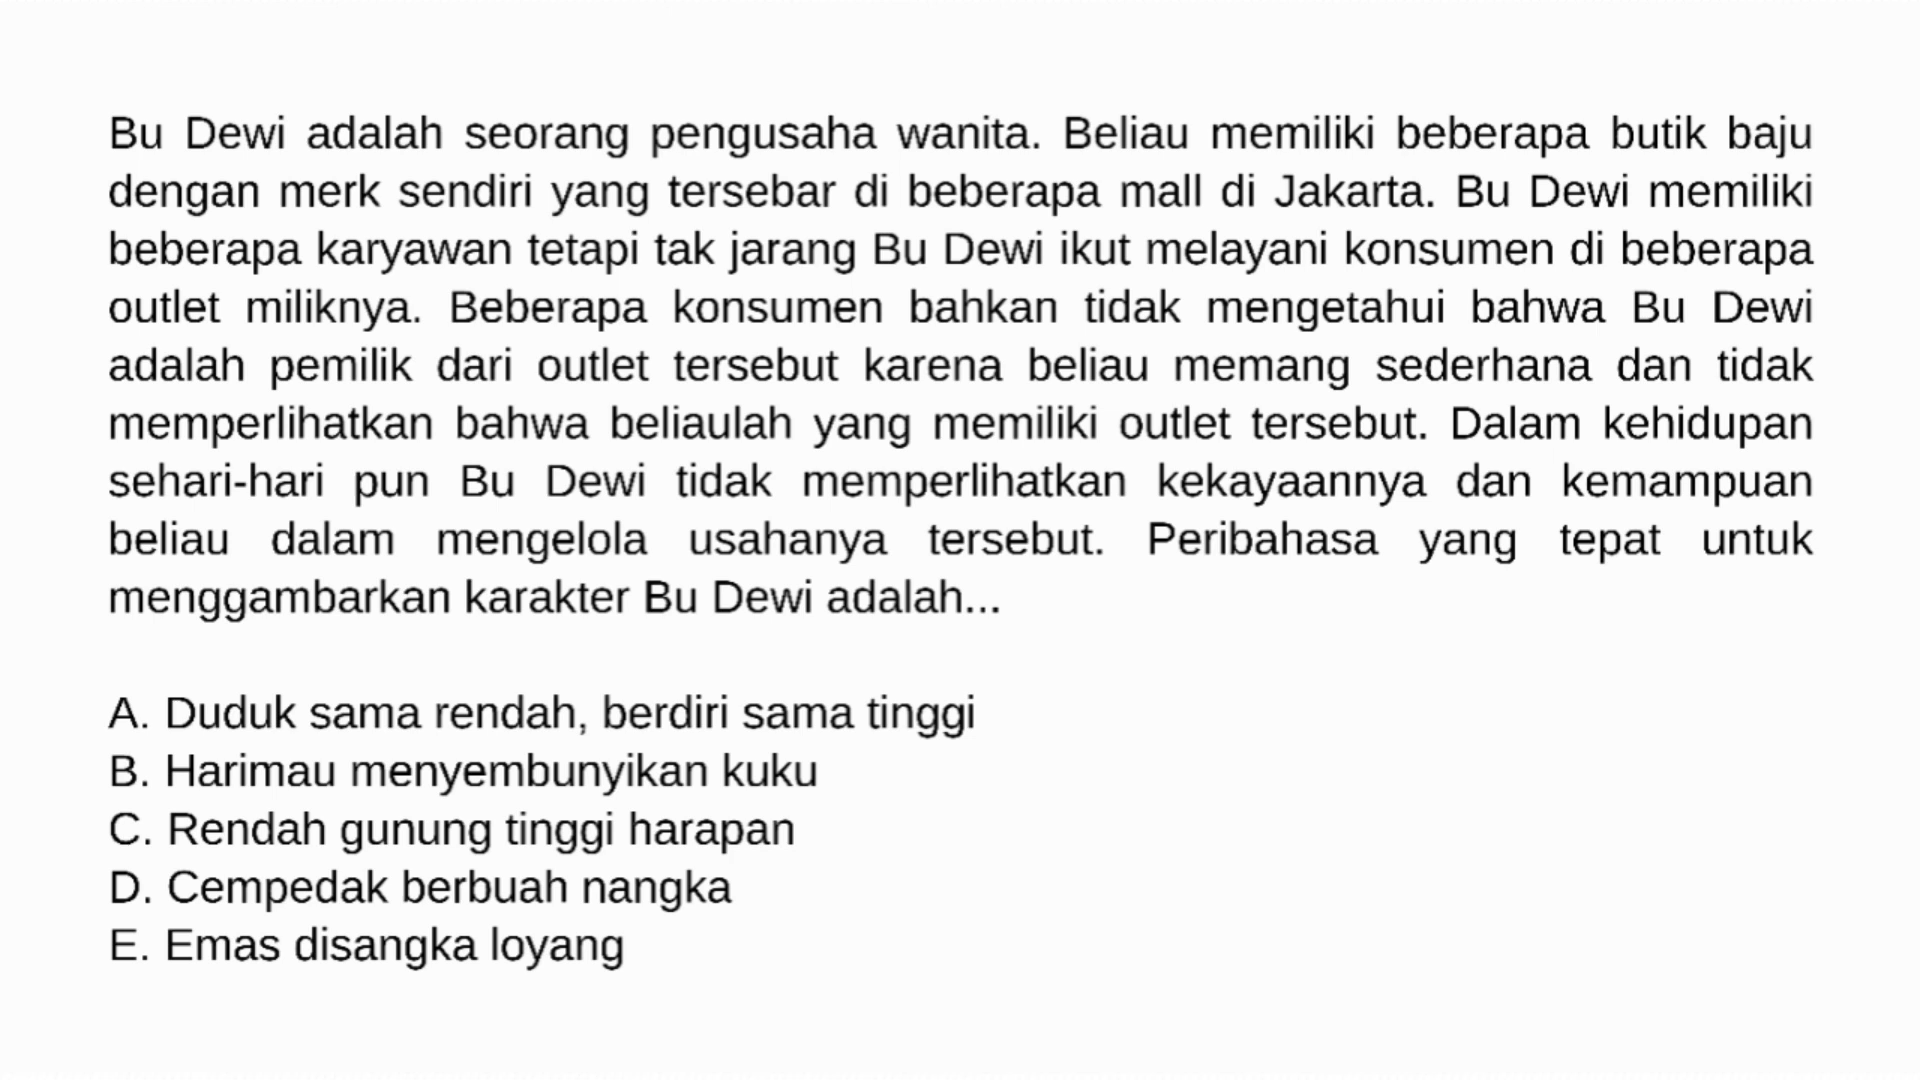 Bu Dewi adalah seorang pengusaha wanita. Beliau memiliki beberapa butik baju
dengan merk sendiri yang tersebar di beberapa mall di Jakarta. Bu Dewi memiliki
beberapa karyawan tetapi tak jarang Bu Dewi ikut melayani konsumen di beberapa
outlet miliknya. Beberapa konsumen bahkan tidak mengetahui bahwa Bu Dewi
adalah pemilik dari outlet tersebut karena beliau memang sederhana dan tidak
memperlihatkan bahwa beliaulah yang memiliki outlet tersebut. Dalam kehidupan
sehari-hari pun Bu Dewi tidak memperlihatkan kekayaannya dan kemampuan
beliau dalam mengelola usahanya tersebut. Peribahasa yang tepat untuk
menggambarkan karakter Bu Dewi adalah...
A. Duduk sama rendah, berdiri sama tinggi
B. Harimau menyembunyikan kuku
C. Rendah gunung tinggi harapan
D. Cempedak berbuah nangka
E. Emas disangka loyang